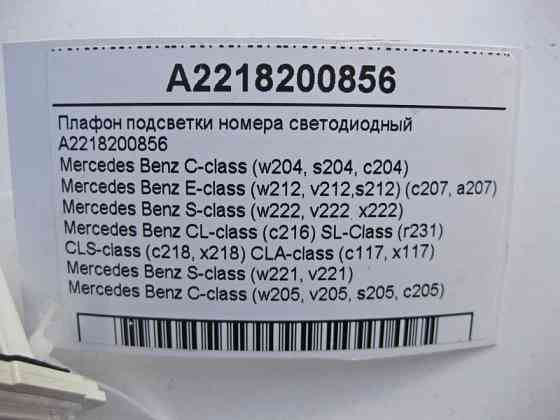 A2218200856
Плафон подсветки номера светодиодный
A2218200856
Mercedes Benz C-class (w204, s204, c204)
Mercedes Benz E-class (w212, v212,s212) (c207, a207)
Mercedes Benz S-class (w222, v222, x222)
Mercedes Benz CL-class (c216) SL-Class (r231)
CLS-class (c218, x218) CLA-class (c117, x117)
Mercedes Benz S-class (w221, v221)
Mercedes Benz C-class (w205, v205, s205, c205)